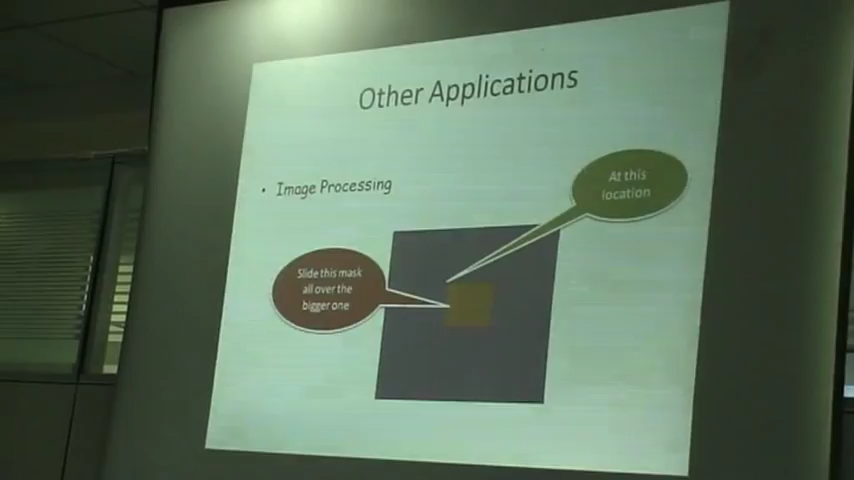 Other Applications
• Image Processing
At this
location
Slide this mask
all over the
bigger one